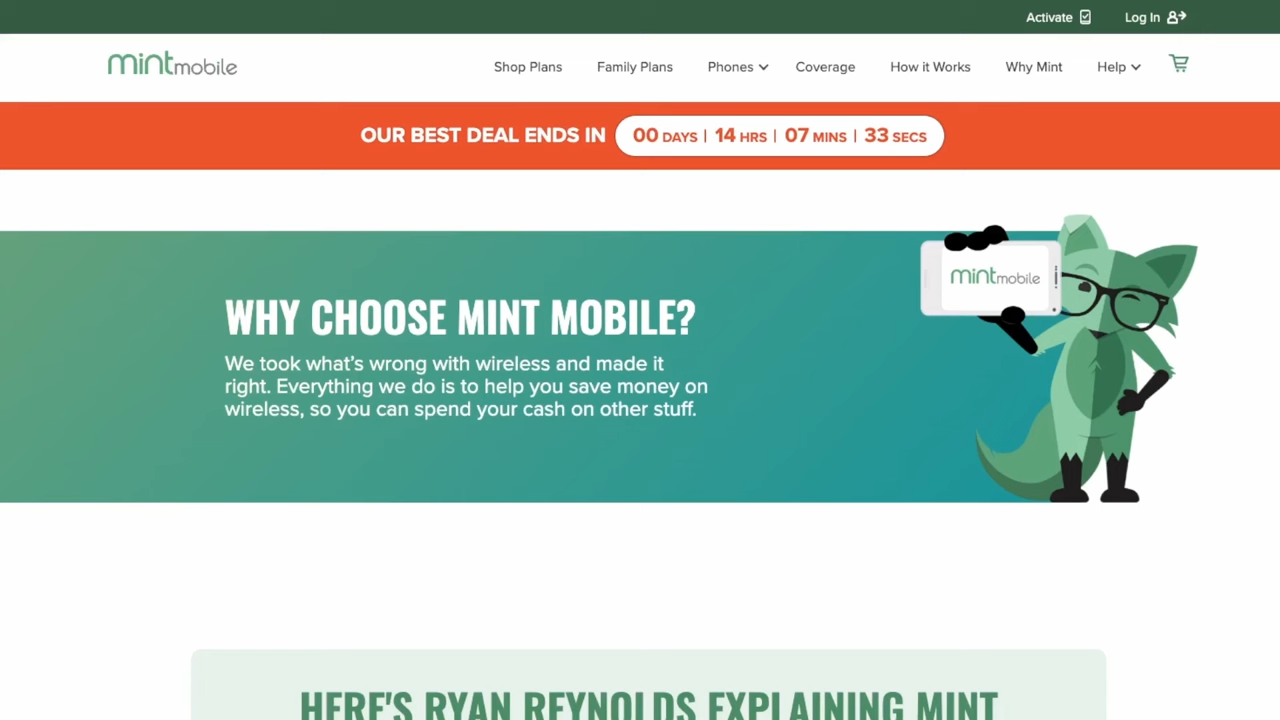 Activate
Log In
mintmobile
Shop Plans
Family Plans
Phones
Coverage
How it Works
Why Mint
Help
OUR BEST DEAL ENDS IN 00 DAYS | 14 HRS | 07 MINS | 33 SECS
mintmobile
WHY CHOOSE MINT MOBILE?
We took what's wrong with wireless and made it
right. Everything we do is to help you save money on
wireless, so you can spend your cash on other stuff.
HERE'S RYAN REYNOLDS EXPLAINING MINT